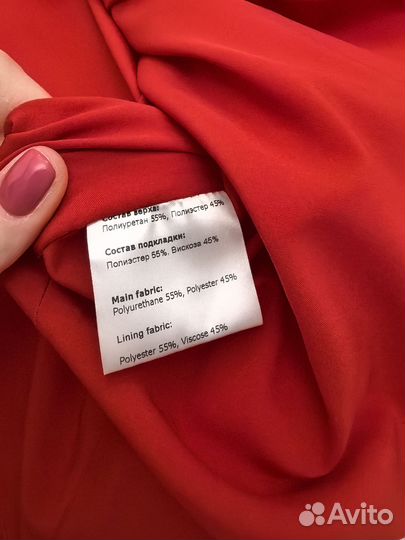 Состав верха:
Полиуретан 55%, Полиэстер 45%
Состав подкладки:
Полиэстер 55%, Вискоза 45%
Main fabric:
Polyurethane 55%, Polyester 45%
Lining fabric:
Polyester 55%, Viscose 45%
Avito